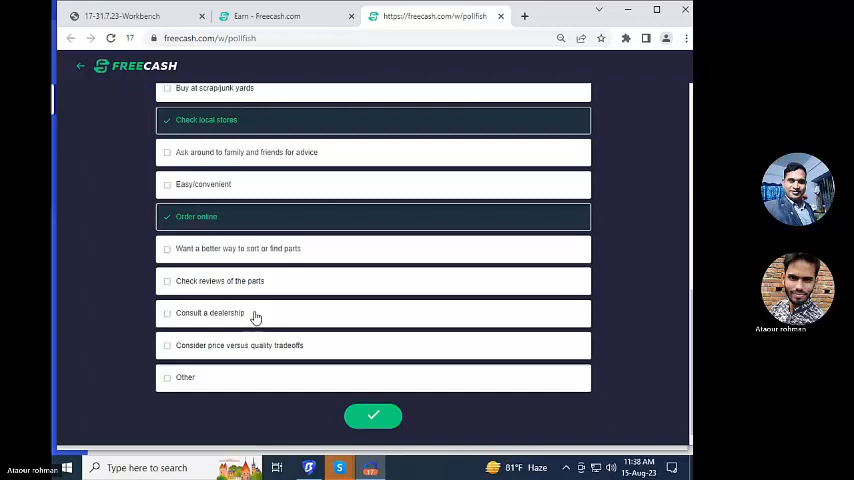 17-31.7.23-Workbench
Earn - Freecash.com
https://freecash.com/w/pollfish
17
freecash.com/w/pollfish
FREECASH
Buy at scrap/junk yards
Check local stores
Ask around to family and friends for advice
Easy/convenient
Order online
Want a better way to sort or find parts
Check reviews of the parts
Consult a dealership
Consider price versus quality tradeoffs
Other
Ataour rohman
Ataour rohman
Type here to search
17
81°F Haze
11:38 AM
15-Aug-23